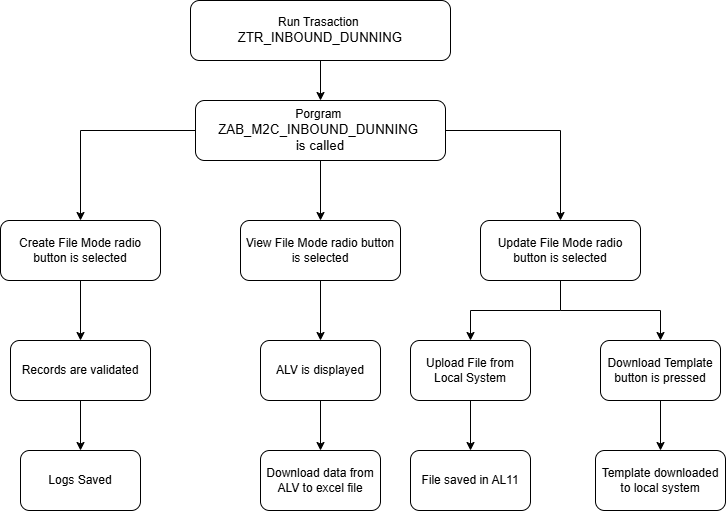 Run Trasaction
ZTR_INBOUND_DUNNING
Porgram
ZAB_M2C_INBOUND_DUNNING
is called
Create File Mode radio
button is selected
View File Mode radio button
is selected
Update File Mode radio
button is selected
Records are validated
ALV is displayed
Upload File from
Local System
Download Template
button is pressed
Logs Saved
Download data from
ALV to excel file
File saved in AL11
Template downloaded
to local system